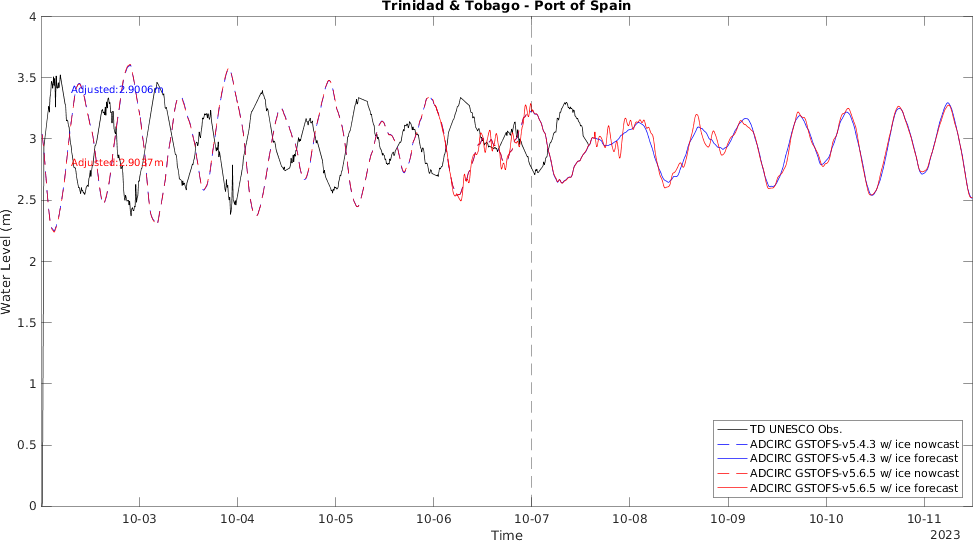 Trinidad & Tobago - Port of Spain
4
3.5
3
2.5
2
1.5
1
0.5
0
Water Level (m)
Adjusted:2.9006m
Adjusted:2.9037m
TD UNESCO Obs.
ADCIRC GSTOFS-v5.4.3 w/ ice nowcast
ADCIRC GSTOFS-v5.4.3 w/ ice forecast
ADCIRC GSTOFS-v5.6.5 w/ ice nowcast
ADCIRC GSTOFS-v5.6.5 w/ ice forecast
10-03 10-04 10-05 10-06 10-07 10-08 10-09 10-10 10-11
Time
2023